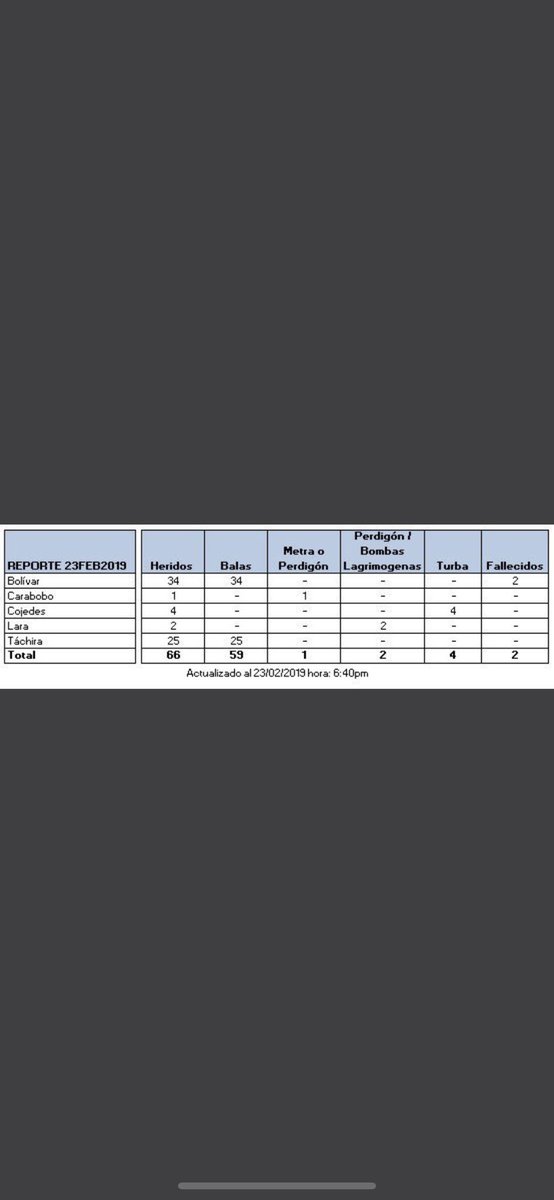 REPORTE 23FEB2019 Heridos Balas Metra o Perdigón Perdigón / Bombas Lagrimogenas Turba Fallecidos
Bolívar 34 34 - - - 2
Carabobo 1 - 1 - - -
Cojedes 4 - - - 4 -
Lara 2 - - 2 - -
Táchira 25 25 - - - -
Total 66 59 1 2 4 2
Actualizado al 23/02/2019 hora: 6:40pm